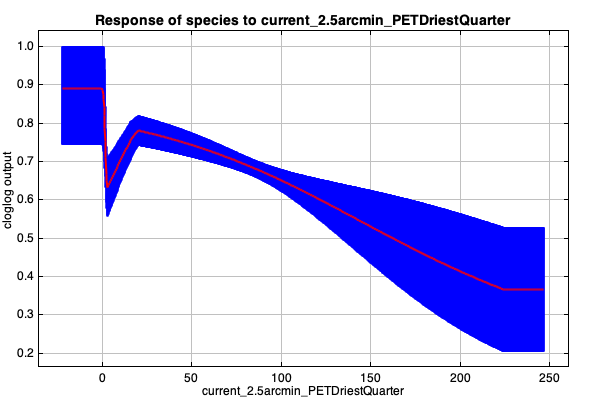 Response of species to current_2.5arcmin_PETDriestQuarter
1.0
0.9
0.8
0.7
0.6
0.5
0.4
0.3
0.2
cloglog output
0 50 100 150 200 250
current_2.5arcmin_PETDriestQuarter